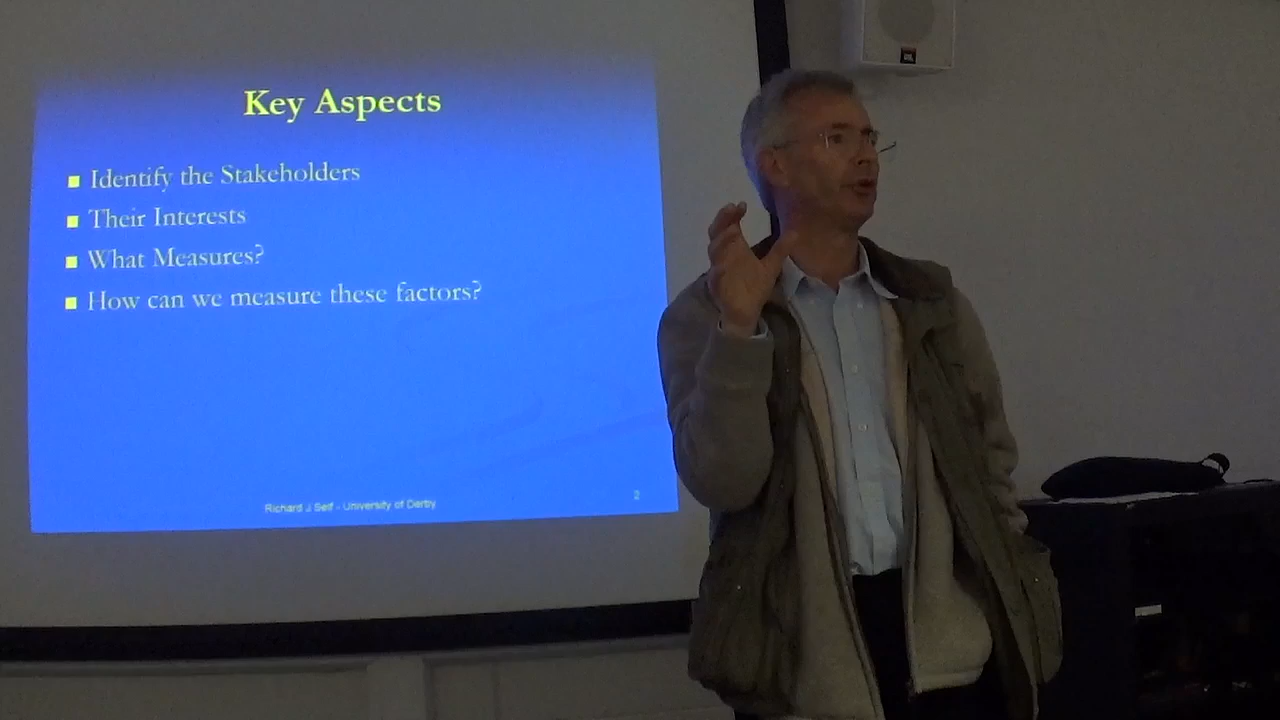 Key Aspects
Identify the Stakeholders
Their Interests
What Measures?
How can we measure these factors?
Richard J Self - University of Derby
2
JBL